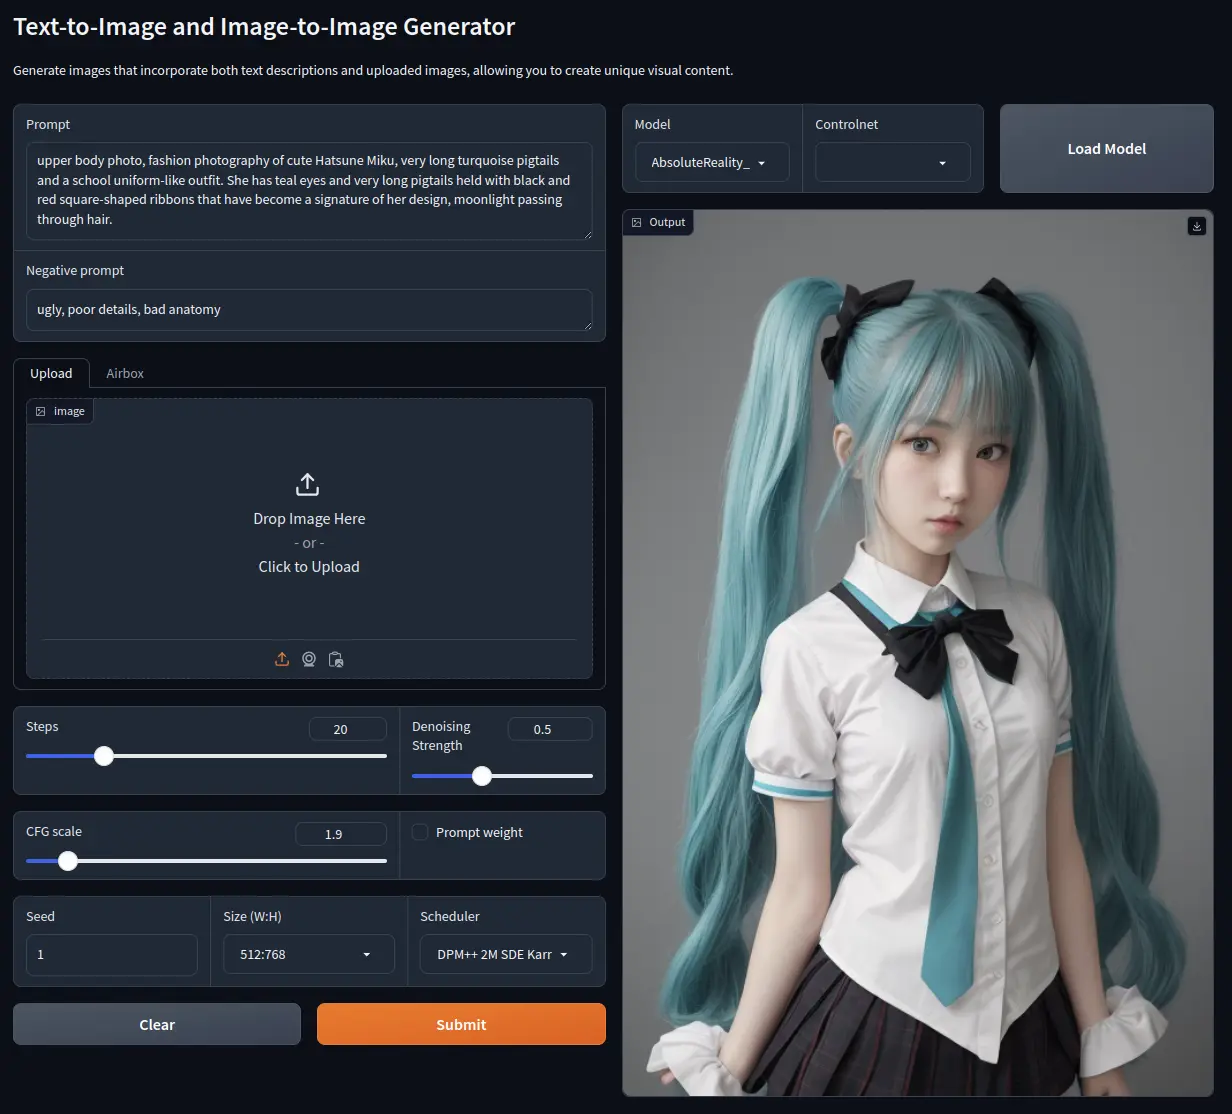 Text-to-Image and Image-to-Image Generator
Generate images that incorporate both text descriptions and uploaded images, allowing you to create unique visual content.
Prompt
upper body photo, fashion photography of cute Hatsune Miku, very long turquoise pigtails
and a school uniform-like outfit. She has teal eyes and very long pigtails held with black and
red square-shaped ribbons that have become a signature of her design, moonlight passing
through hair.
Negative prompt
ugly, poor details, bad anatomy
Upload
Airbox
image
Drop Image Here
- or -
Click to Upload
Steps
20
Denoising
Strength
0.5
CFG scale
1.9
Prompt weight
Seed
1
Size (W:H)
512:768
Scheduler
DPM++ 2M SDE Karr
Clear
Submit
Model
AbsoluteReality_
Controlnet
Load Model
Output